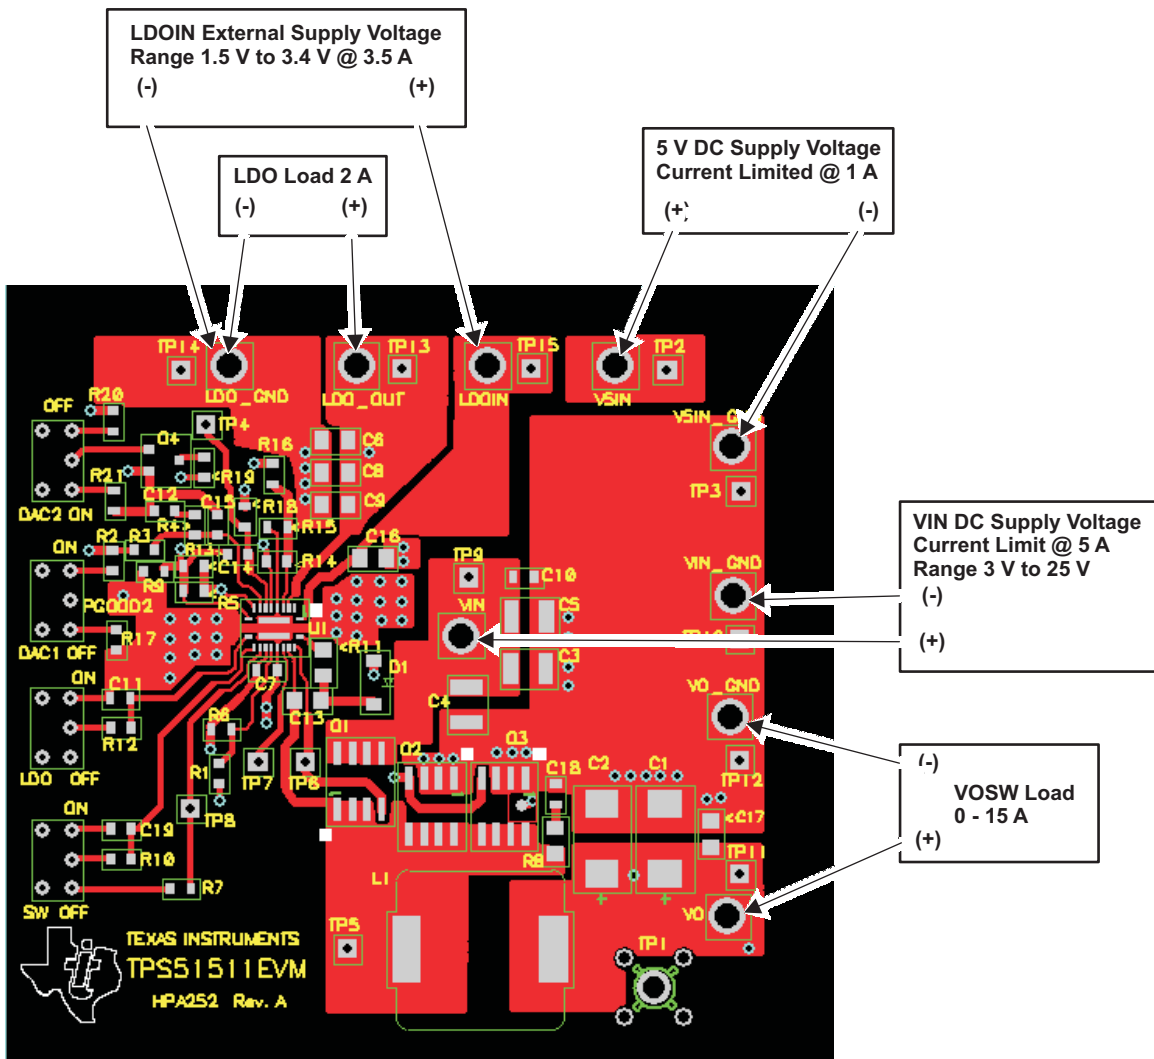 LDOIN External Supply Voltage
Range 1.5 V to 3.4 V @ 3.5 A
(-) (+)
LDO Load 2 A
(-) (+)
5 V DC Supply Voltage
Current Limited @ 1 A
(+) (-)
TP14
LDO_GND
TP13
LDO_OUT
TP15
LDOIN
TP2
V5IN
V5IN_G
TP3
R20
OFF
TP4
Q4
R16
C6
C8
C9
<R19
R21
C12
C15
<R18
<R15
DAC2 ON
R4>
R2
R3
R13
<R14
C16
ON
R9
<C14
R5
PGOOD2
U1
R17
DAC1 OFF
<R11
D1
TP9
VIN
C10
C5
C3
C4
VIN_GND
VIN DC Supply Voltage
Current Limit @ 5 A
Range 3 V to 25 V
(-)
(+)
VO_GND
ON
C11
C7
R6
C13
Q1
R12
LDO OFF
R1
TP7
TP6
Q2
Q3
C18
C2
C1
TP12
(-)
VOSW Load
0 - 15 A
(+)
ON
TP8
C19
R10
R7
SW OFF
R8
<C17
TP11
VO
L1
TP5
TP1
TEXAS INSTRUMENTS
TPS51511EVM
HPA252 Rev. A